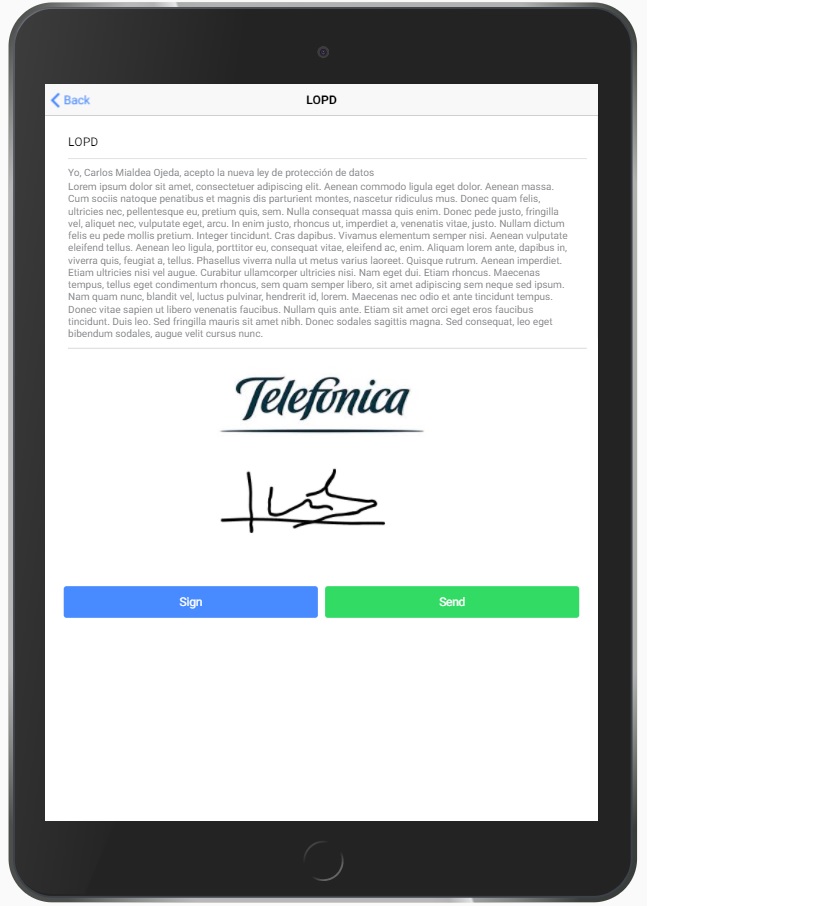 Back
LOPD
LOPD
Yo, Carlos Mialdea Ojeda, acepto la nueva ley de protección de datos
Lorem ipsum dolor sit amet, consectetuer adipiscing elit. Aenean commodo ligula eget dolor. Aenean massa.
Cum sociis natoque penatibus et magnis dis parturient montes, nascetur ridiculus mus. Donec quam felis,
ultricies nec, pellentesque eu, pretium quis, sem. Nulla consequat massa quis enim. Donec pede justo, fringilla
vel, aliquet nec, vulputate eget, arcu. In enim justo, rhoncus ut, imperdiet a, venenatis vitae, justo. Nullam dictum
felis eu pede mollis pretium. Integer tincidunt. Cras dapibus. Vivamus elementum semper nisi. Aenean vulputate
eleifend tellus. Aenean leo ligula, porttitor eu, consequat vitae, eleifend ac, enim. Aliquam lorem ante, dapibus in,
viverra quis, feugiat a, tellus. Phasellus viverra nulla ut metus varius laoreet. Quisque rutrum. Aenean imperdiet.
Etiam ultricies nisi vel augue. Curabitur ullamcorper ultricies nisi. Nam eget dui. Etiam rhoncus. Maecenas
tempus, tellus eget condimentum rhoncus, sem quam semper libero, sit amet adipiscing sem neque sed ipsum.
Nam quam nunc, blandit vel, luctus pulvinar, hendrerit id, lorem. Maecenas nec odio et ante tincidunt tempus.
Donec vitae sapien ut libero venenatis faucibus. Nullam quis ante. Etiam sit amet orci eget eros faucibus
tincidunt. Duis leo. Sed fringilla mauris sit amet nibh. Donec sodales sagittis magna. Sed consequat, leo eget
bibendum sodales, augue velit cursus nunc.
Telefónica
Sign
Send